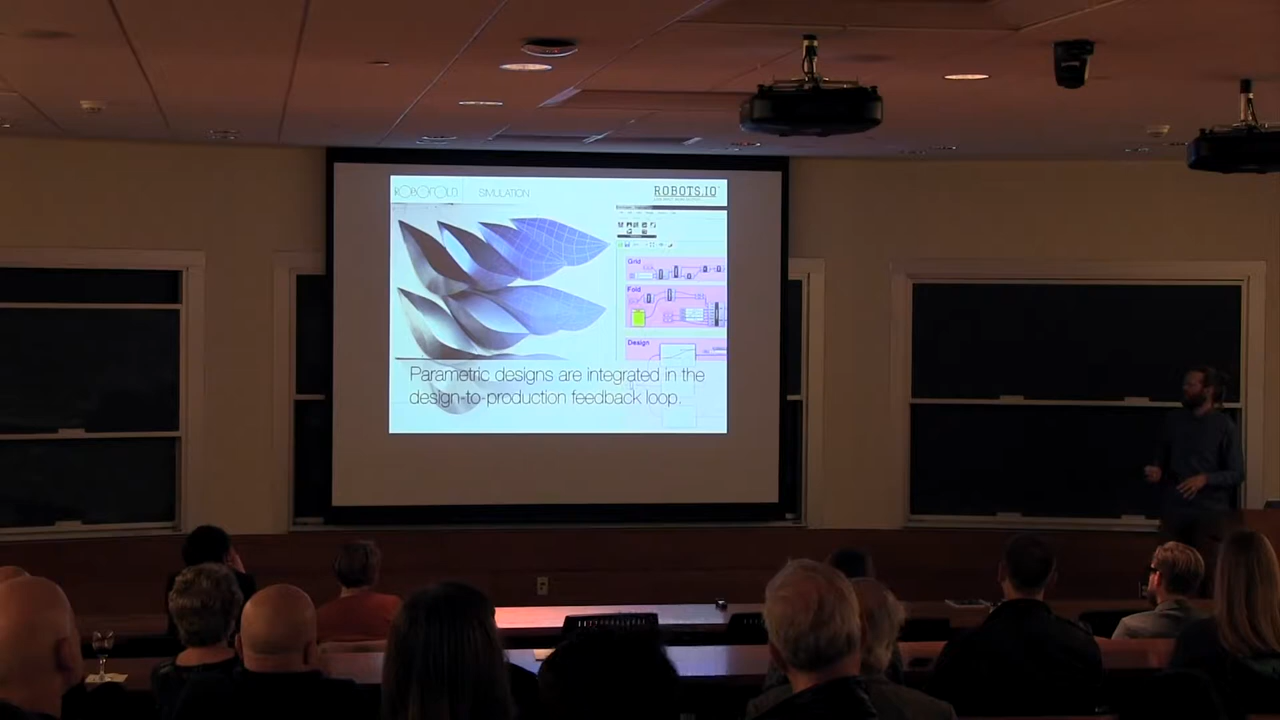 ROBOFOLD
SIMULATION
ROBOTS.IO
Grid
Fold
Design
Parametric designs are integrated in the
design-to-production feedback loop.